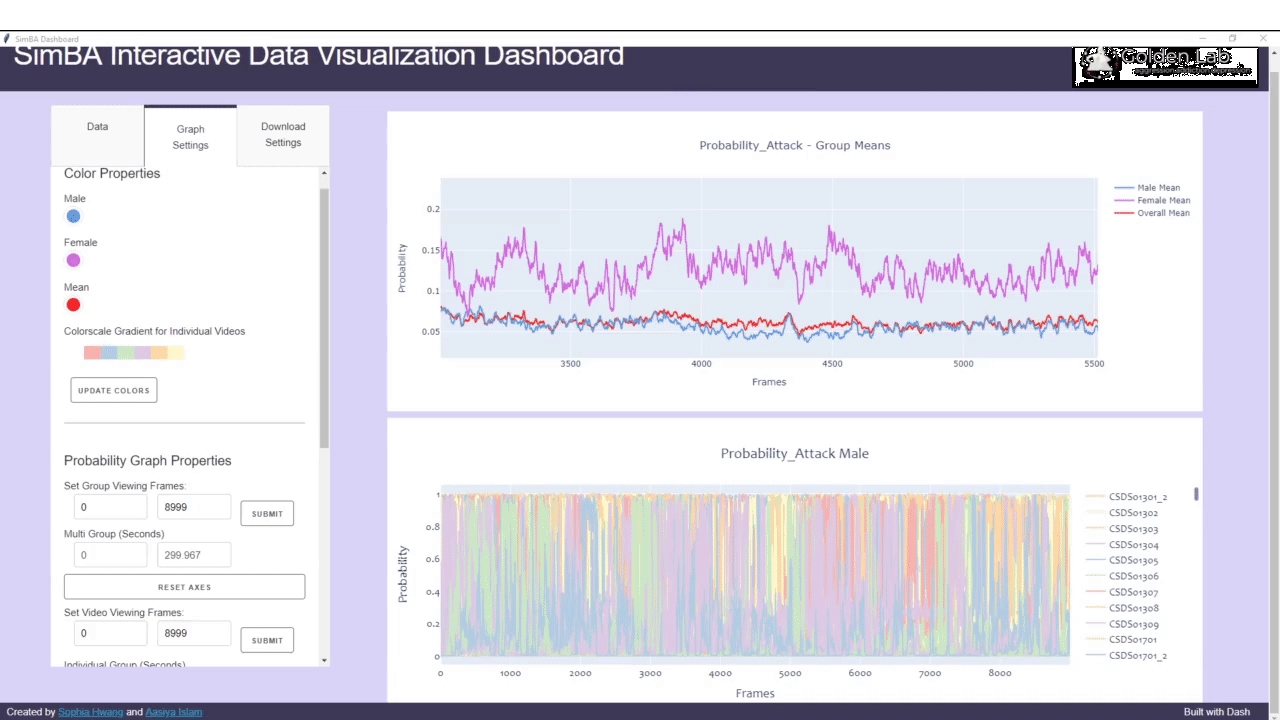 SimBA Dashboard
SimBA Interactive Data Visualization Dashboard
Golden Lab
Data
Graph Settings
Download Settings
Color Properties
Male
Female
Mean
Colorscale Gradient for Individual Videos
UPDATE COLORS
Probability Graph Properties
Set Group Viewing Frames:
0 8999 SUBMIT
Multi Group (Seconds)
0 299.967
RESET AXES
Set Video Viewing Frames:
0 8999 SUBMIT
Individual Group (Seconds)
Probability_Attack - Group Means
Probability
0.2
0.15
0.1
0.05
3500 4000 4500 5000 5500
Frames
Male Mean
Female Mean
Overall Mean
Probability_Attack Male
Probability
1
0.8
0.6
0.4
0.2
0
0 1000 2000 3000 4000 5000 6000 7000 8000
Frames
CSDS01301_2
CSDS01302
CSDS01303
CSDS01304
CSDS01305
CSDS01306
CSDS01307
CSDS01308
CSDS01309
CSDS01701
CSDS01701_2
Created by Sophia Hwang and Aasiya Islam
Built with Dash